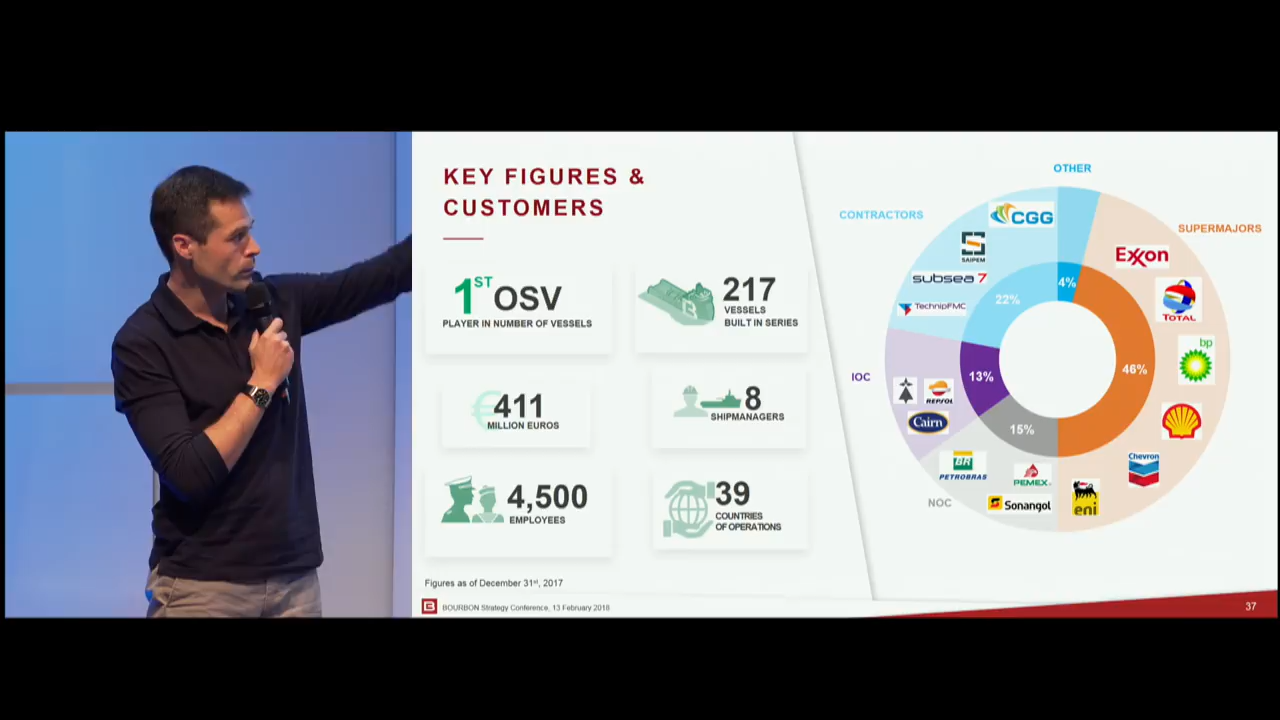 KEY FIGURES &
CUSTOMERS
1ST OSV
PLAYER IN NUMBER OF VESSELS
217
VESSELS
BUILT IN SERIES
411
MILLION EUROS
8
SHIPMANAGERS
4,500
EMPLOYEES
39
COUNTRIES
OF OPERATIONS
Figures as of December 31st, 2017
BOURBON Strategy Conference, 13 February 2018
OTHER
CONTRACTORS
SUPERMAJORS
IOC
NOC
4%
22%
46%
13%
15%
CGG
SAIPEM
subsea 7
TechnipFMC
Exxon
TOTAL
bp
Chevron
eni
REPSOL
Cairn
BR
PETROBRAS
PEMEX
Sonangol
37